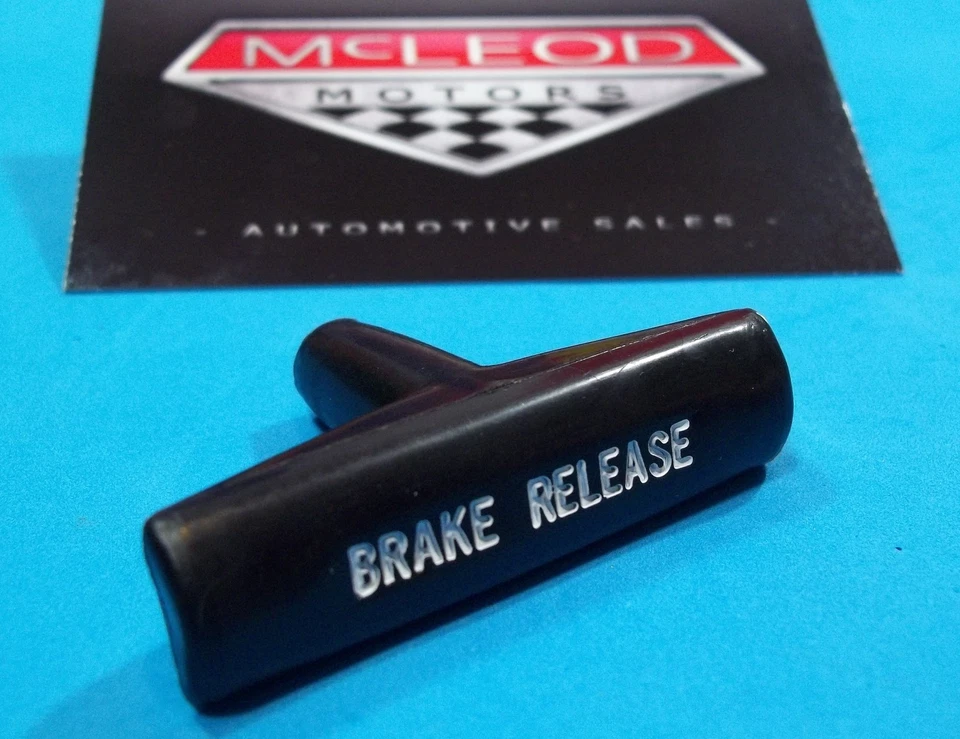 McLEOD
MOTORS
- AUTOMOTIVE SALES -
BRAKE RELEASE